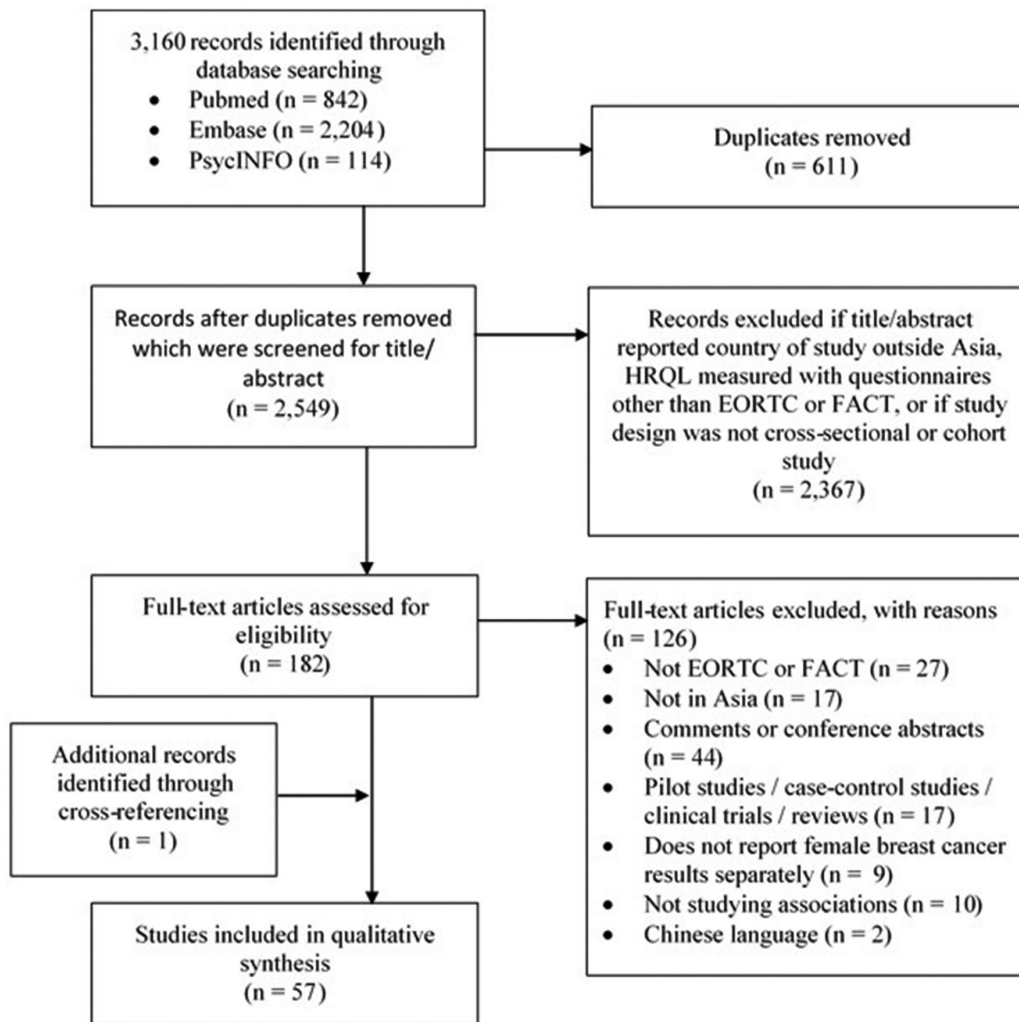 3,160 records identified through
database searching
• Pubmed (n = 842)
• Embase (n = 2,204)
• PsycINFO (n = 114)
Duplicates removed
(n = 611)
Records after duplicates removed
which were screened for title/
abstract
(n = 2,549)
Records excluded if title/abstract
reported country of study outside Asia,
HRQL measured with questionnaires
other than EORTC or FACT, or if study
design was not cross-sectional or cohort
study
(n = 2,367)
Full-text articles assessed for
eligibility
(n = 182)
Full-text articles excluded, with reasons
(n = 126)
• Not EORTC or FACT (n = 27)
• Not in Asia (n = 17)
• Comments or conference abstracts
(n = 44)
• Pilot studies / case-control studies /
clinical trials / reviews (n = 17)
• Does not report female breast cancer
results separately (n = 9)
• Not studying associations (n = 10)
• Chinese language (n = 2)
Additional records
identified through
cross-referencing
(n = 1)
Studies included in qualitative
synthesis
(n = 57)